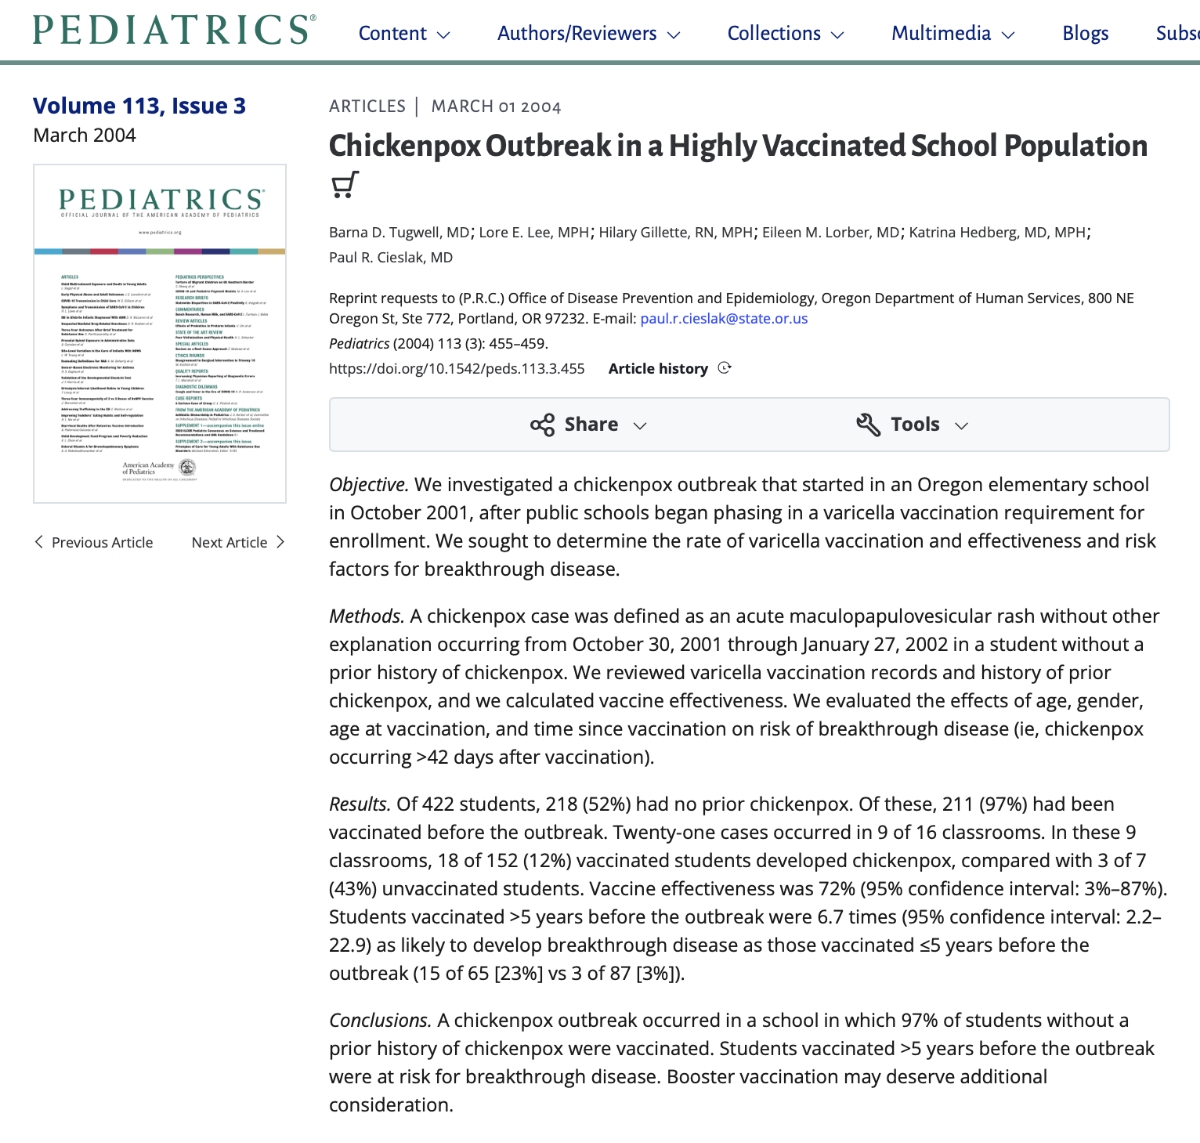 PEDIATRICS®
Content
Authors/Reviewers
Collections
Multimedia
Blogs
Volume 113, Issue 3
March 2004
PEDIATRICS
OFFICIAL JOURNAL OF THE AMERICAN ACADEMY OF PEDIATRICS
www.pediatrics.org
American Academy
of Pediatrics
Previous Article
Next Article
ARTICLES | MARCH 01 2004
Chickenpox Outbreak in a Highly Vaccinated School Population
Barna D. Tugwell, MD; Lore E. Lee, MPH; Hilary Gillette, RN, MPH; Eileen M. Lorber, MD; Katrina Hedberg, MD, MPH;
Paul R. Cieslak, MD
Reprint requests to (P.R.C.) Office of Disease Prevention and Epidemiology, Oregon Department of Human Services, 800 NE
Oregon St, Ste 772, Portland, OR 97232. E-mail: paul.r.cieslak@state.or.us
Pediatrics (2004) 113 (3): 455–459.
https://doi.org/10.1542/peds.113.3.455 Article history
Share
Tools
Objective. We investigated a chickenpox outbreak that started in an Oregon elementary school
in October 2001, after public schools began phasing in a varicella vaccination requirement for
enrollment. We sought to determine the rate of varicella vaccination and effectiveness and risk
factors for breakthrough disease.
Methods. A chickenpox case was defined as an acute maculopapulovesicular rash without other
explanation occurring from October 30, 2001 through January 27, 2002 in a student without a
prior history of chickenpox. We reviewed varicella vaccination records and history of prior
chickenpox, and we calculated vaccine effectiveness. We evaluated the effects of age, gender,
age at vaccination, and time since vaccination on risk of breakthrough disease (ie, chickenpox
occurring >42 days after vaccination).
Results. Of 422 students, 218 (52%) had no prior chickenpox. Of these, 211 (97%) had been
vaccinated before the outbreak. Twenty-one cases occurred in 9 of 16 classrooms. In these 9
classrooms, 18 of 152 (12%) vaccinated students developed chickenpox, compared with 3 of 7
(43%) unvaccinated students. Vaccine effectiveness was 72% (95% confidence interval: 3%–87%).
Students vaccinated >5 years before the outbreak were 6.7 times (95% confidence interval: 2.2–
22.9) as likely to develop breakthrough disease as those vaccinated ≤5 years before the
outbreak (15 of 65 [23%] vs 3 of 87 [3%]).
Conclusions. A chickenpox outbreak occurred in a school in which 97% of students without a
prior history of chickenpox were vaccinated. Students vaccinated >5 years before the outbreak
were at risk for breakthrough disease. Booster vaccination may deserve additional
consideration.